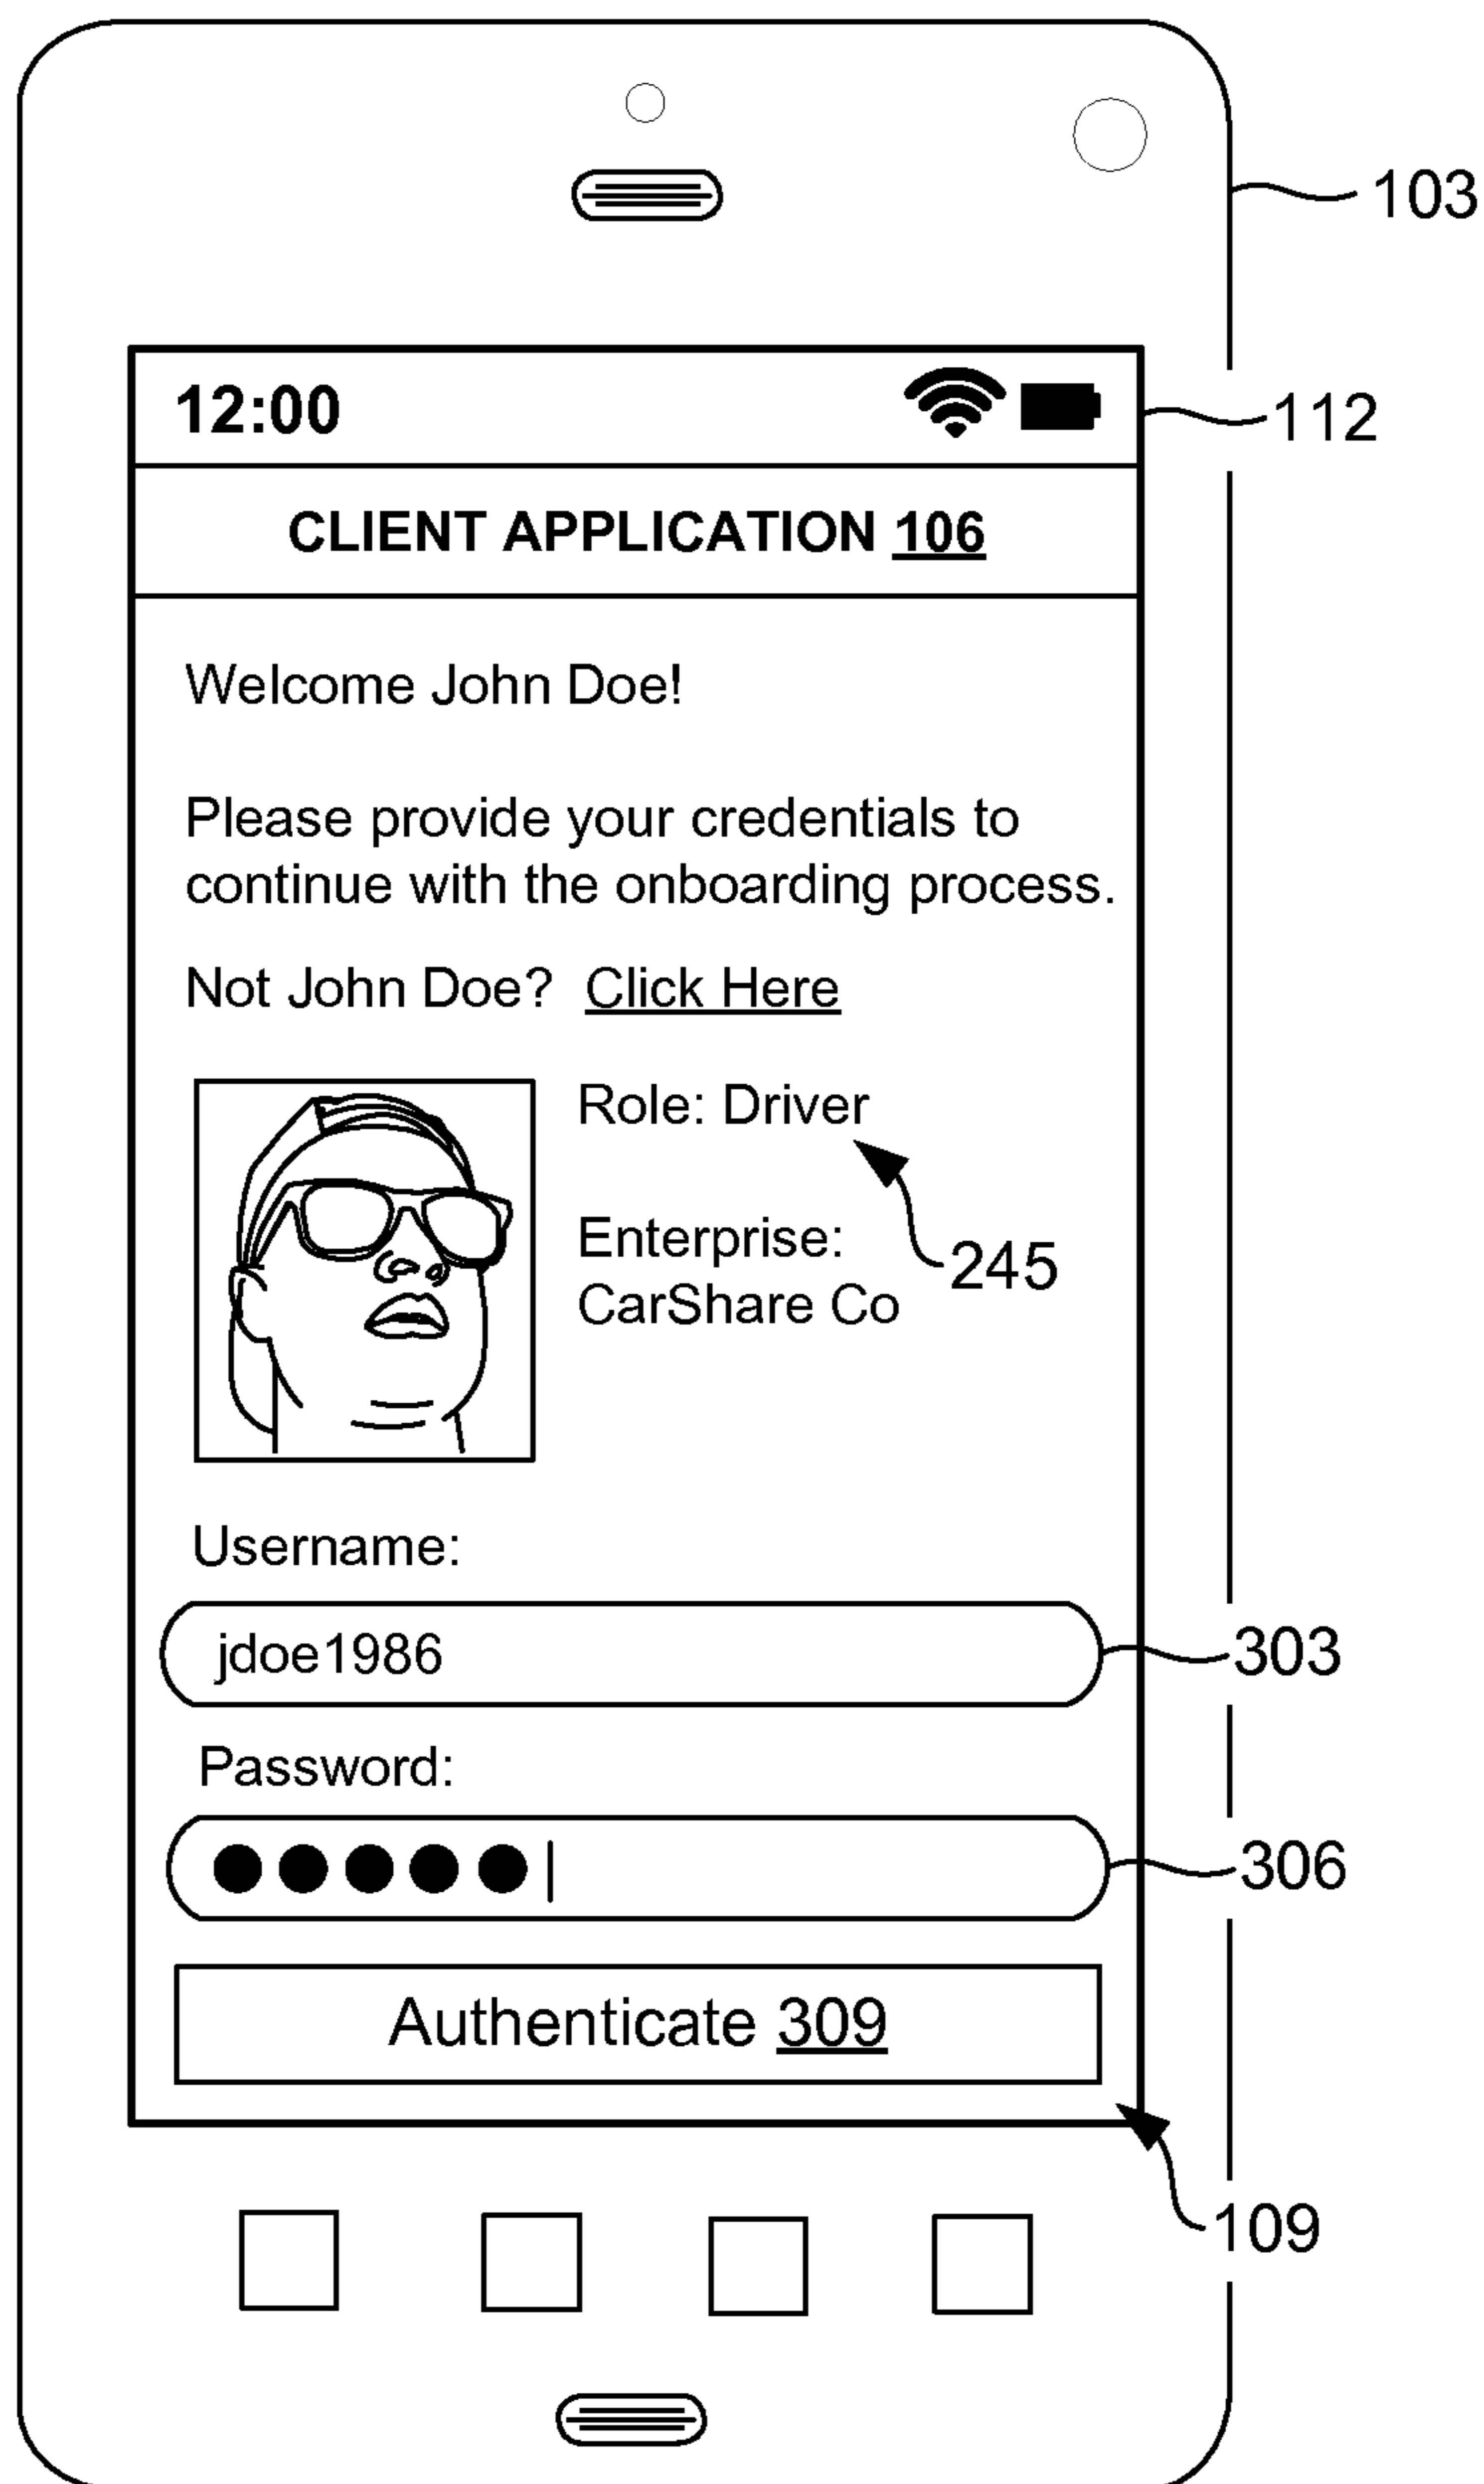 103
12:00
112
CLIENT APPLICATION 106
Welcome John Doe!
Please provide your credentials to
continue with the onboarding process.
Not John Doe? Click Here
Role: Driver
Enterprise:
245
CarShare Co
Username:
jdoe1986
303
Password:
306
Authenticate 309
109